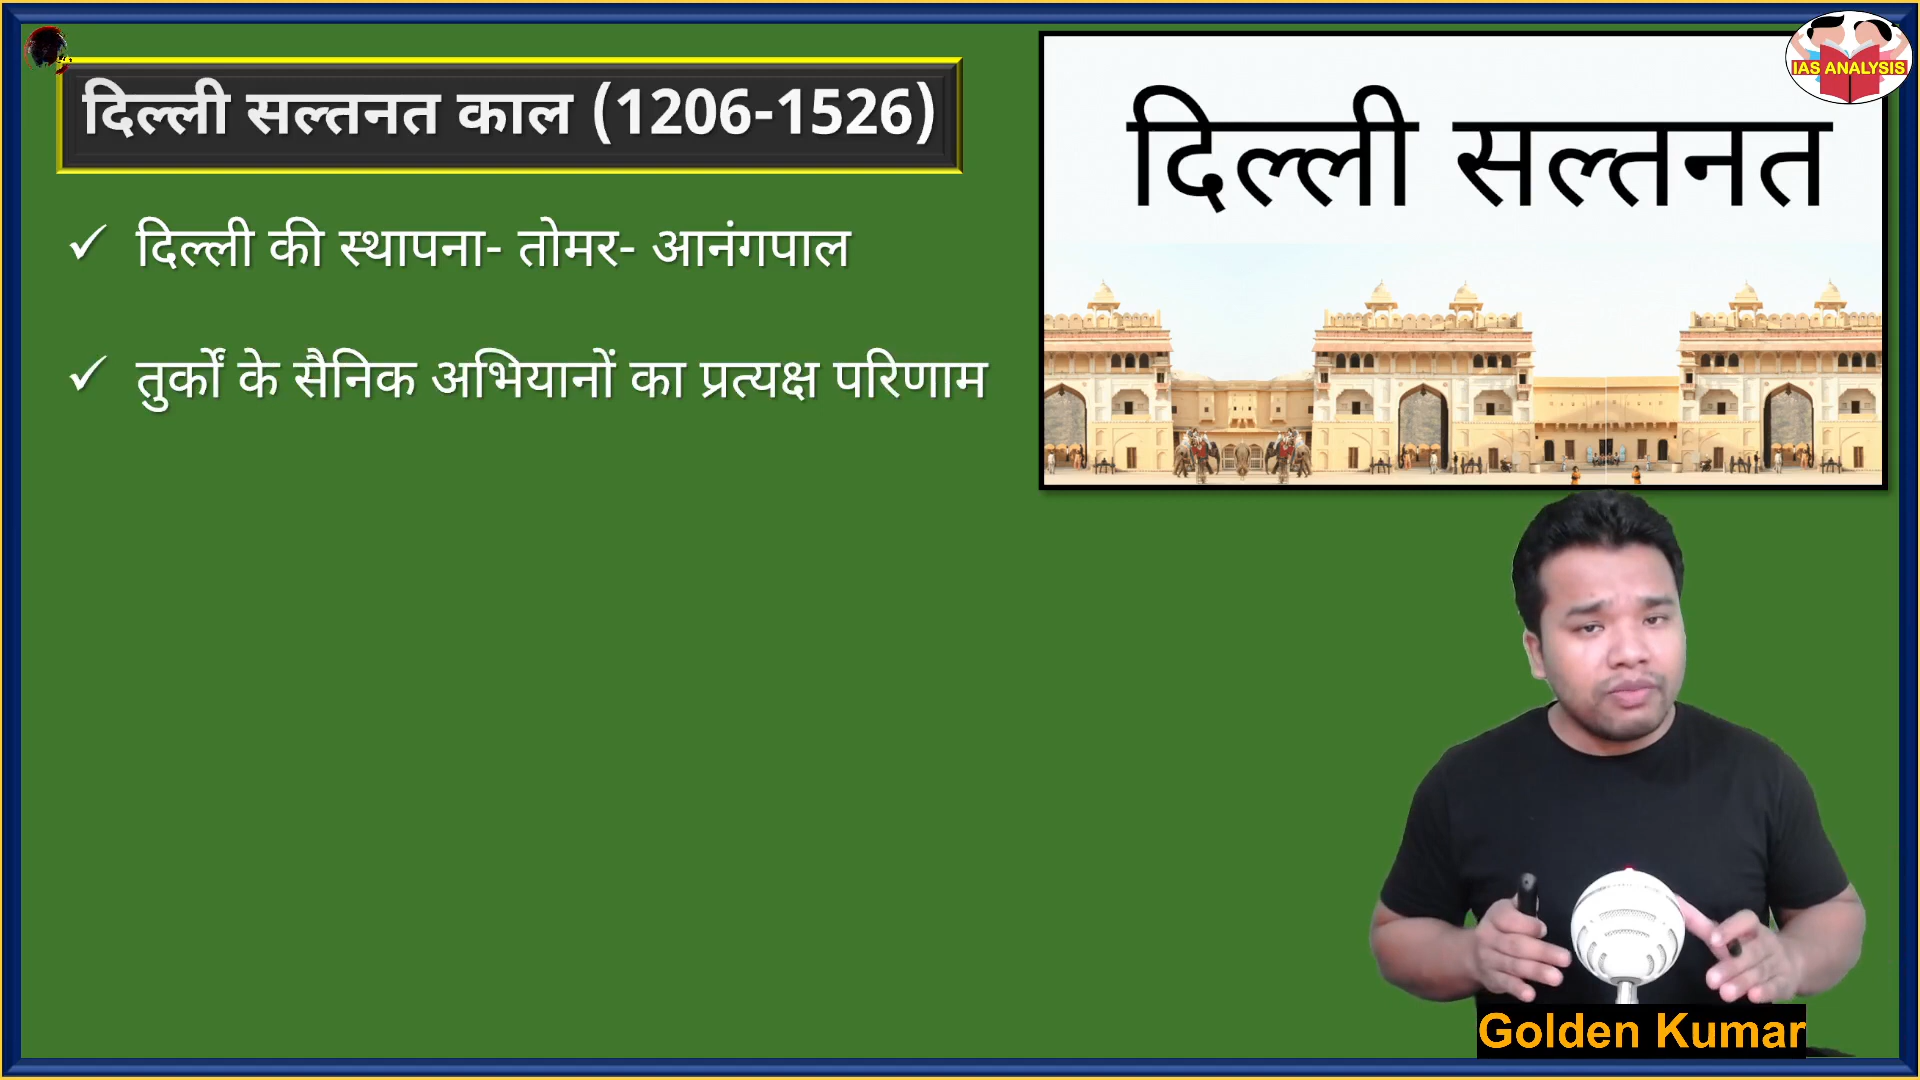 दिल्ली सल्तनत काल (1206-1526)
दिल्ली सल्तनत
IAS ANALYSIS
दिल्ली की स्थापना- तोमर- आनंगपाल
तुर्कों के सैनिक अभियानों का प्रत्यक्ष परिणाम
Golden Kumar